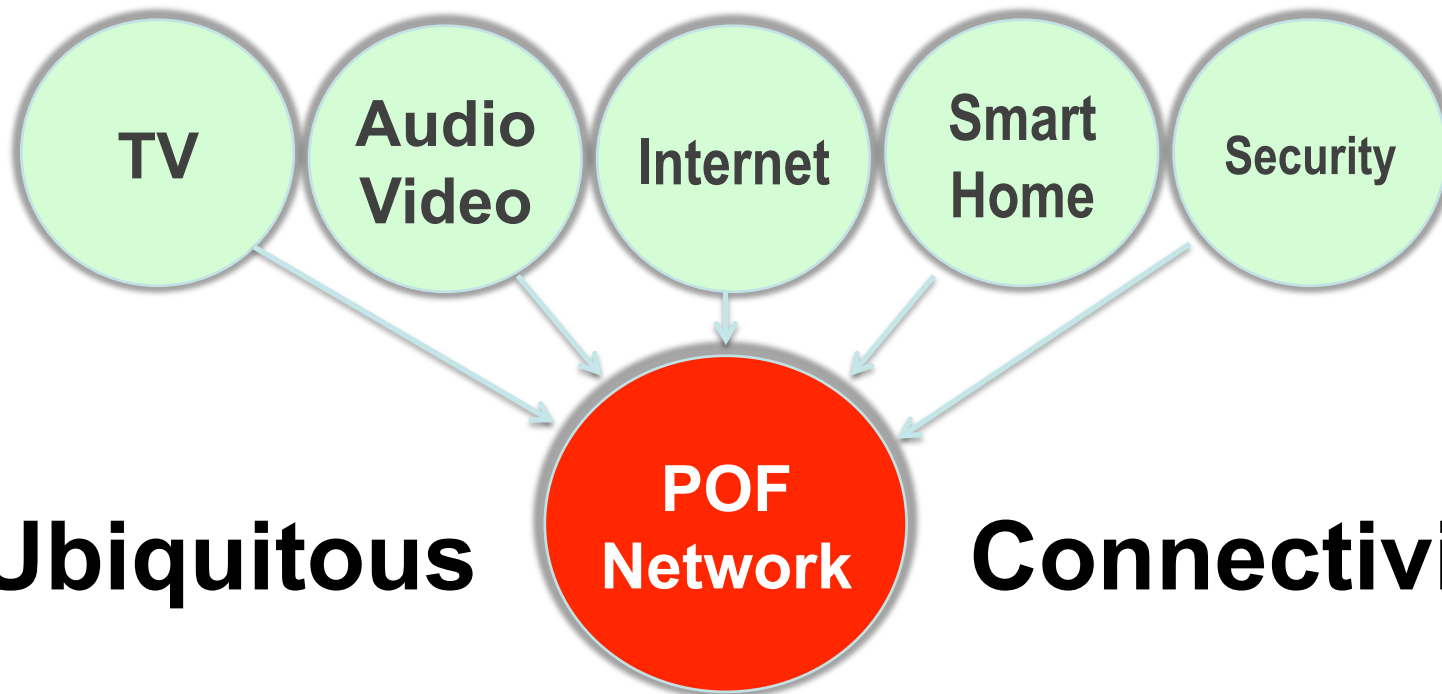 TV
Audio
Video
Internet
Smart
Home
Security
POF
Network
Ubiquitous
Connectivi